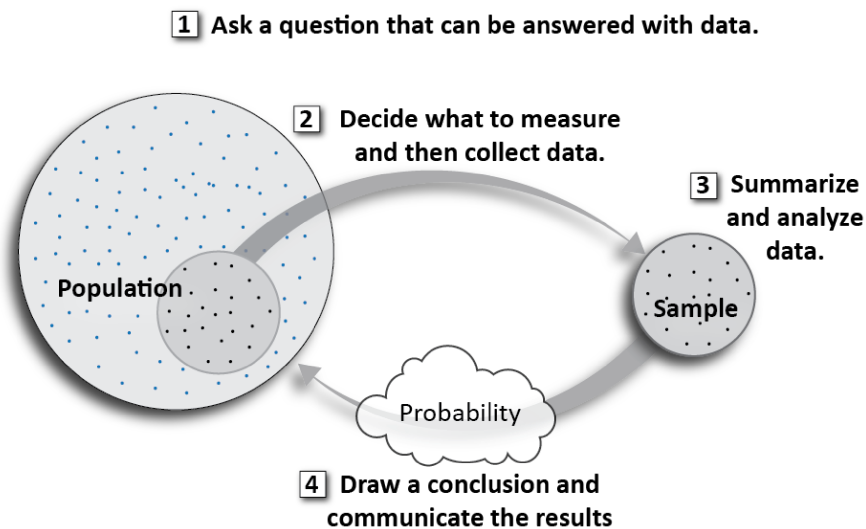 1 Ask a question that can be answered with data.
2 Decide what to measure
and then collect data.
3 Summarize
and analyze
data.
Population
Sample
Probability
4 Draw a conclusion and
communicate the results